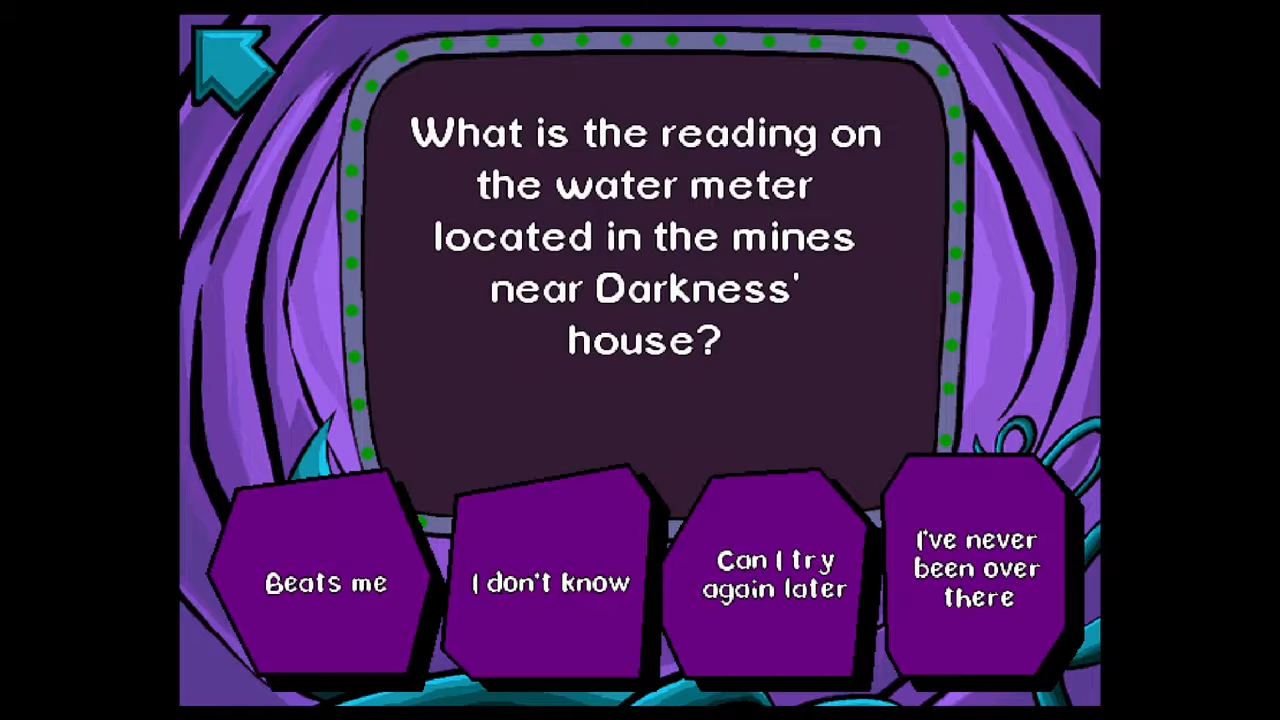 What is the reading on
the water meter
located in the mines
near Darkness'
house?
Beats me
I don't know
Can I try
again later
I've never
been over
there